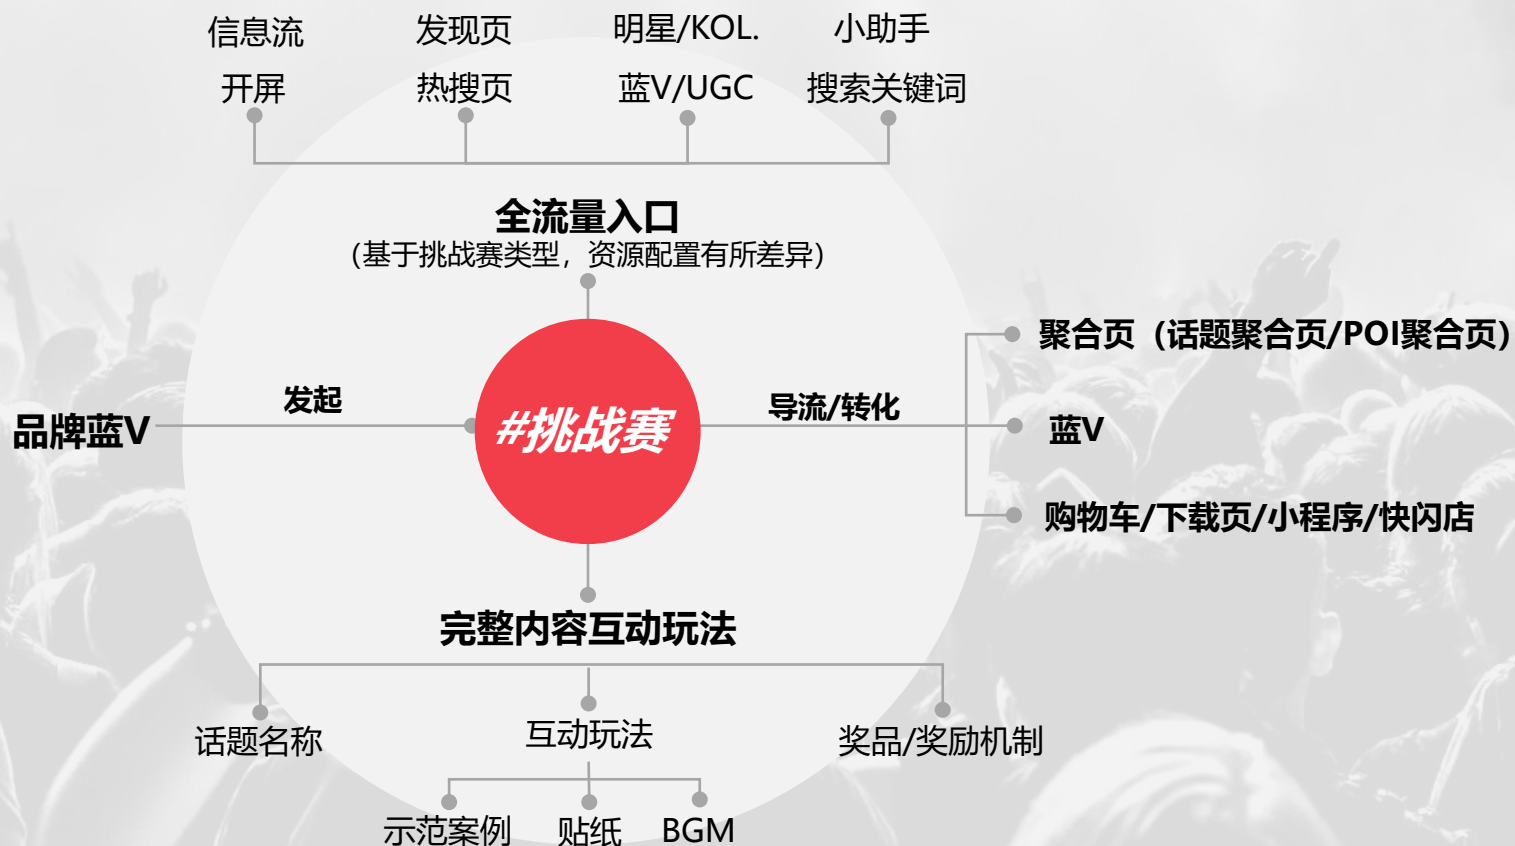 信息流
发现页
明星/KOL.
小助手
开屏
热搜页
蓝V/UGC
搜索关键词
全流量入口
（基于挑战赛类型，资源配置有所差异）
品牌蓝V
发起
#挑战赛
导流/转化
聚合页（话题聚合页/POI聚合页）
蓝V
购物车/下载页/小程序/快闪店
完整内容互动玩法
话题名称
互动玩法
奖品/奖励机制
示范案例
贴纸
BGM